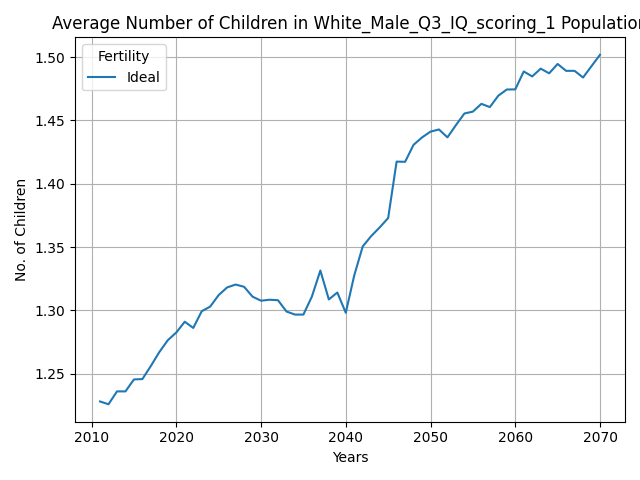 Average Number of Children in White_Male_Q3_IQ_scoring_1 Population
Fertility
Ideal
1.50
1.45
1.40
1.35
1.30
1.25
No. of Children
2010 2020 2030 2040 2050 2060 2070
Years